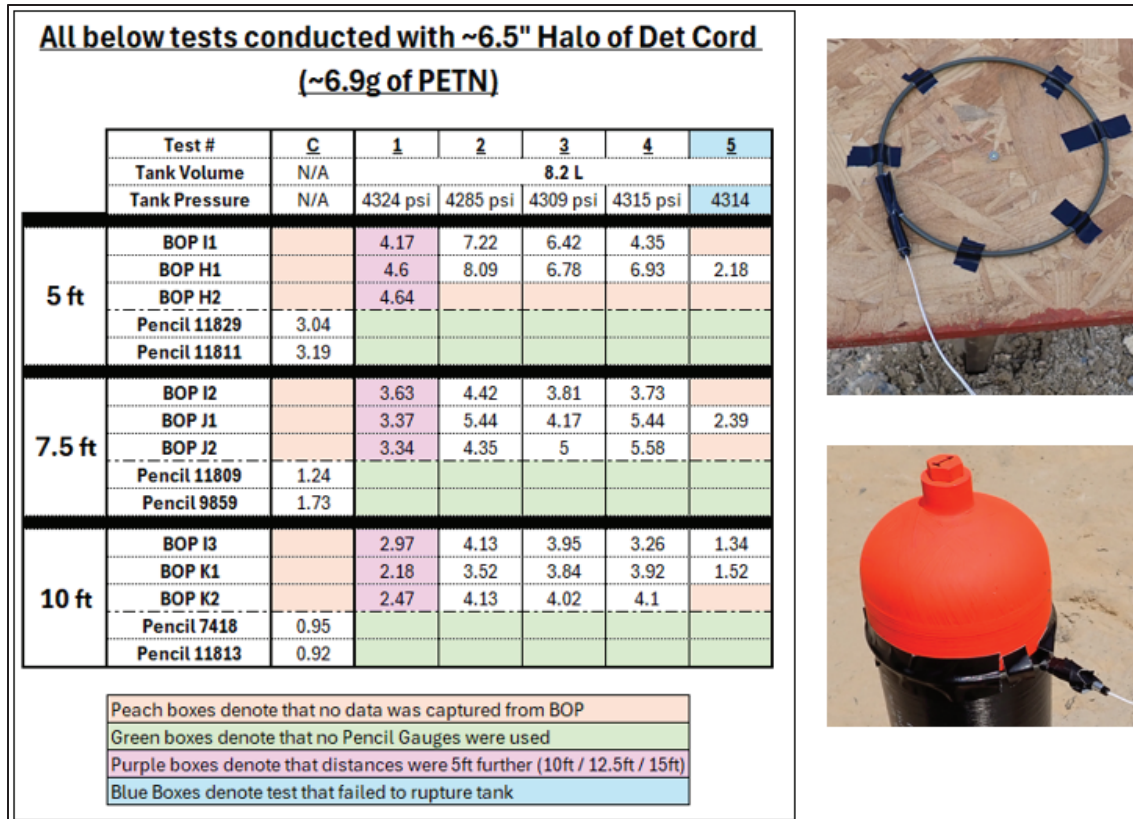 All below tests conducted with ~6.5" Halo of Det Cord
(~6.9g of PETN)
Test # C 1 2 3 4 5
Tank Volume N/A 8.2 L
Tank Pressure N/A 4324 psi 4285 psi 4309 psi 4315 psi 4314
5 ft
BOP I1 4.17 7.22 6.42 4.35
BOP H1 4.6 8.09 6.78 6.93 2.18
BOP H2 4.64
Pencil 11829 3.04
Pencil 11811 3.19
7.5 ft
BOP I2 3.63 4.42 3.81 3.73
BOP J1 3.37 5.44 4.17 5.44 2.39
BOP J2 3.34 4.35 5 5.58
Pencil 11809 1.24
Pencil 9859 1.73
10 ft
BOP I3 2.97 4.13 3.95 3.26 1.34
BOP K1 2.18 3.52 3.84 3.92 1.52
BOP K2 2.47 4.13 4.02 4.1
Pencil 7418 0.95
Pencil 11813 0.92
Peach boxes denote that no data was captured from BOP
Green boxes denote that no Pencil Gauges were used
Purple boxes denote that distances were 5ft further (10ft / 12.5ft / 15ft)
Blue Boxes denote test that failed to rupture tank